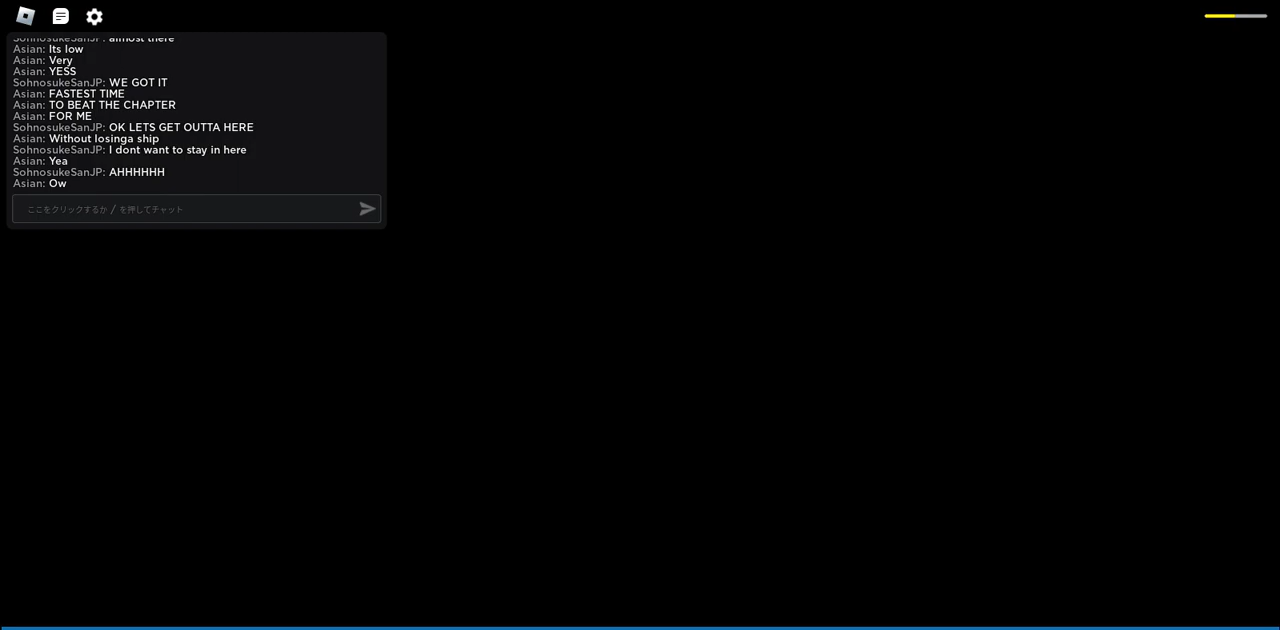 SohnosukeSanJP: almost there
Asian: Its low
Asian: Very
Asian: YESS
SohnosukeSanJP: WE GOT IT
Asian: FASTEST TIME
Asian: TO BEAT THE CHAPTER
Asian: FOR ME
SohnosukeSanJP: OK LETS GET OUTTA HERE
Asian: Without losinga ship
SohnosukeSanJP: I dont want to stay in here
Asian: Yea
SohnosukeSanJP: AHHHHHH
Asian: Ow
ここをクリックするか / を押してチャット